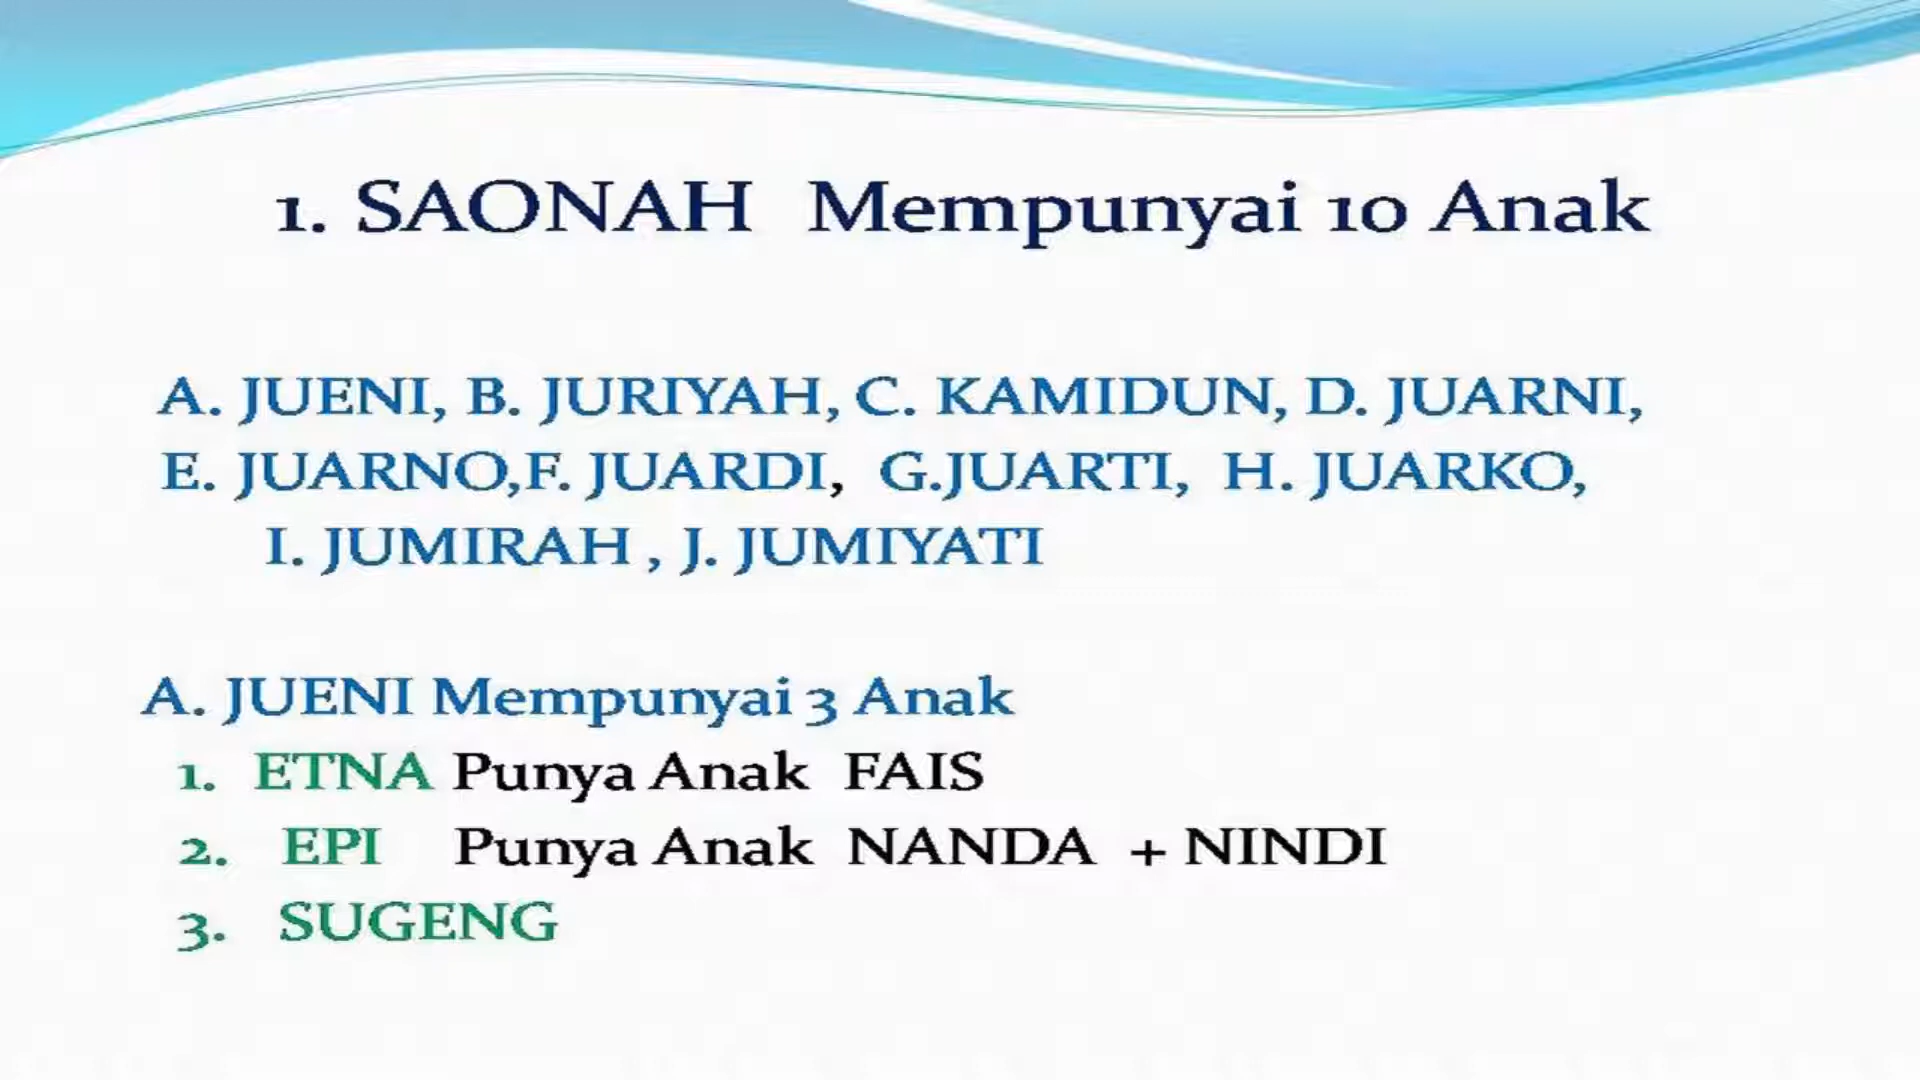 1. SAONAH Mempunyai 10 Anak
A. JUENI, B. JURIYAH, C. KAMIDUN, D. JUARNI,
E. JUARNO,F. JUARDI, G.JUARTI, H. JUARKO,
I. JUMIRAH , J. JUMIYATI
A. JUENI Mempunyai 3 Anak
1. ETNA Punya Anak FAIS
2. EPI Punya Anak NANDA + NINDI
3. SUGENG